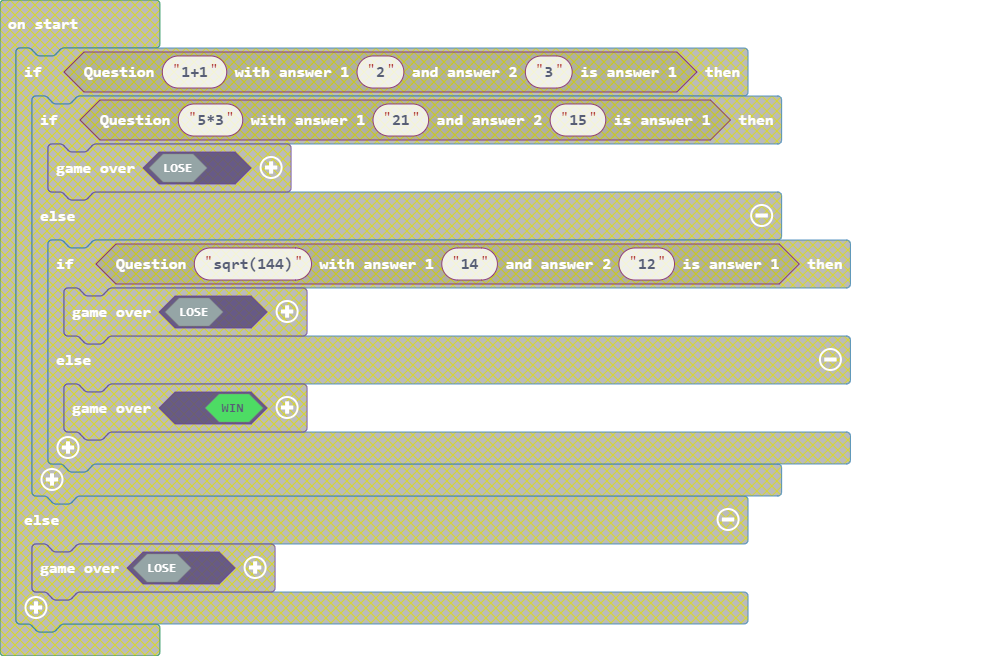 on start
if Question "1+1" with answer 1 "2" and answer 2 "3" is answer 1 then
if Question "5*3" with answer 1 "21" and answer 2 "15" is answer 1 then
game over LOSE
else
if Question "sqrt(144)" with answer 1 "14" and answer 2 "12" is answer 1 then
game over LOSE
else
game over WIN
else
game over LOSE